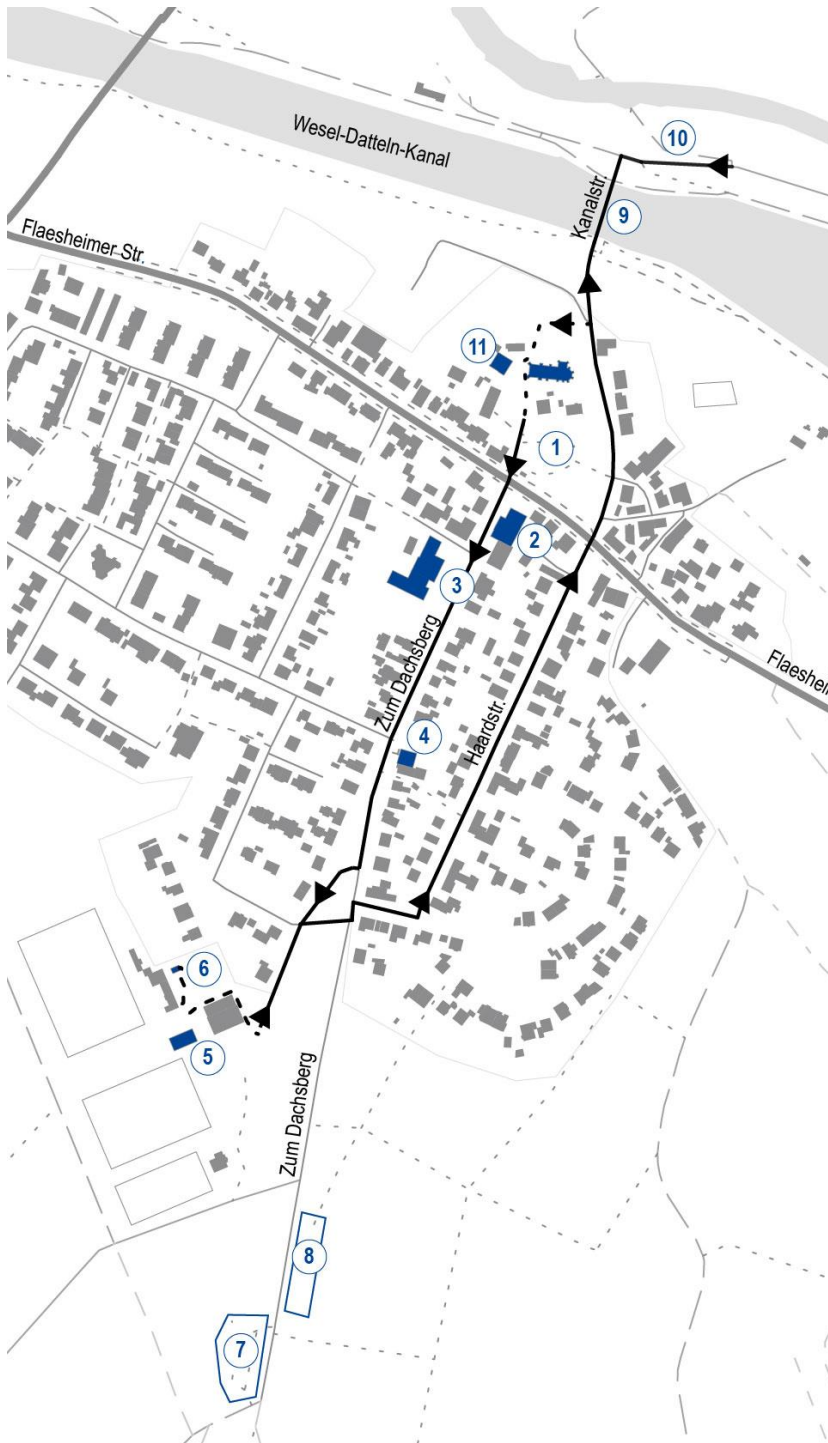 Wesel-Datteln-Kanal
10
Kanalstr.
9
Flaesheimer Str.
11
1
2
3
Zum Dachsberg
Flaeshei
4
Haardstr.
6
5
Zum Dachsberg
8
7